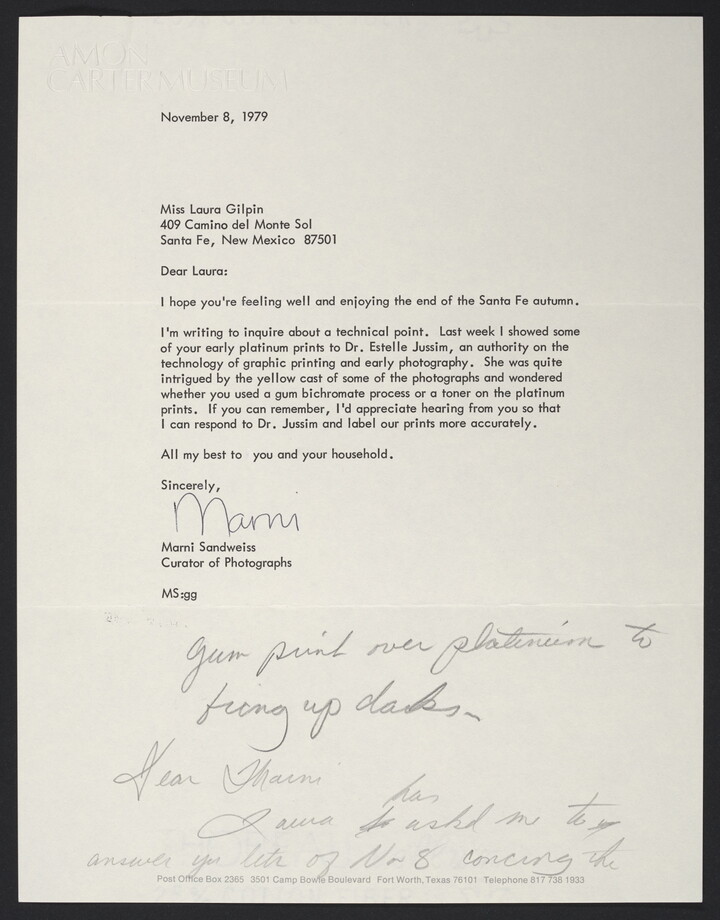 AMON
CARTER MUSEUM
November 8, 1979
Miss Laura Gilpin
409 Camino del Monte Sol
Santa Fe, New Mexico 87501
Dear Laura:
I hope you're feeling well and enjoying the end of the Santa Fe autumn.
I'm writing to inquire about a technical point. Last week I showed some
of your early platinum prints to Dr. Estelle Jussim, an authority on the
technology of graphic printing and early photography. She was quite
intrigued by the yellow cast of some of the photographs and wondered
whether you used a gum bichromate process or a toner on the platinum
prints. If you can remember, I'd appreciate hearing from you so that
I can respond to Dr. Jussim and label our prints more accurately.
All my best to you and your household.
Sincerely,
Marni
Marni Sandweiss
Curator of Photographs
MS:gg
Gum print over platinum to
bring up darks
Dear Marni
has
Laura asked me to
answer yr of Nov 8 the
Post Office Box 2365 3501 Camp Bowie Boulevard Fort Worth, Texas 76101 Telephone 817 738 1933